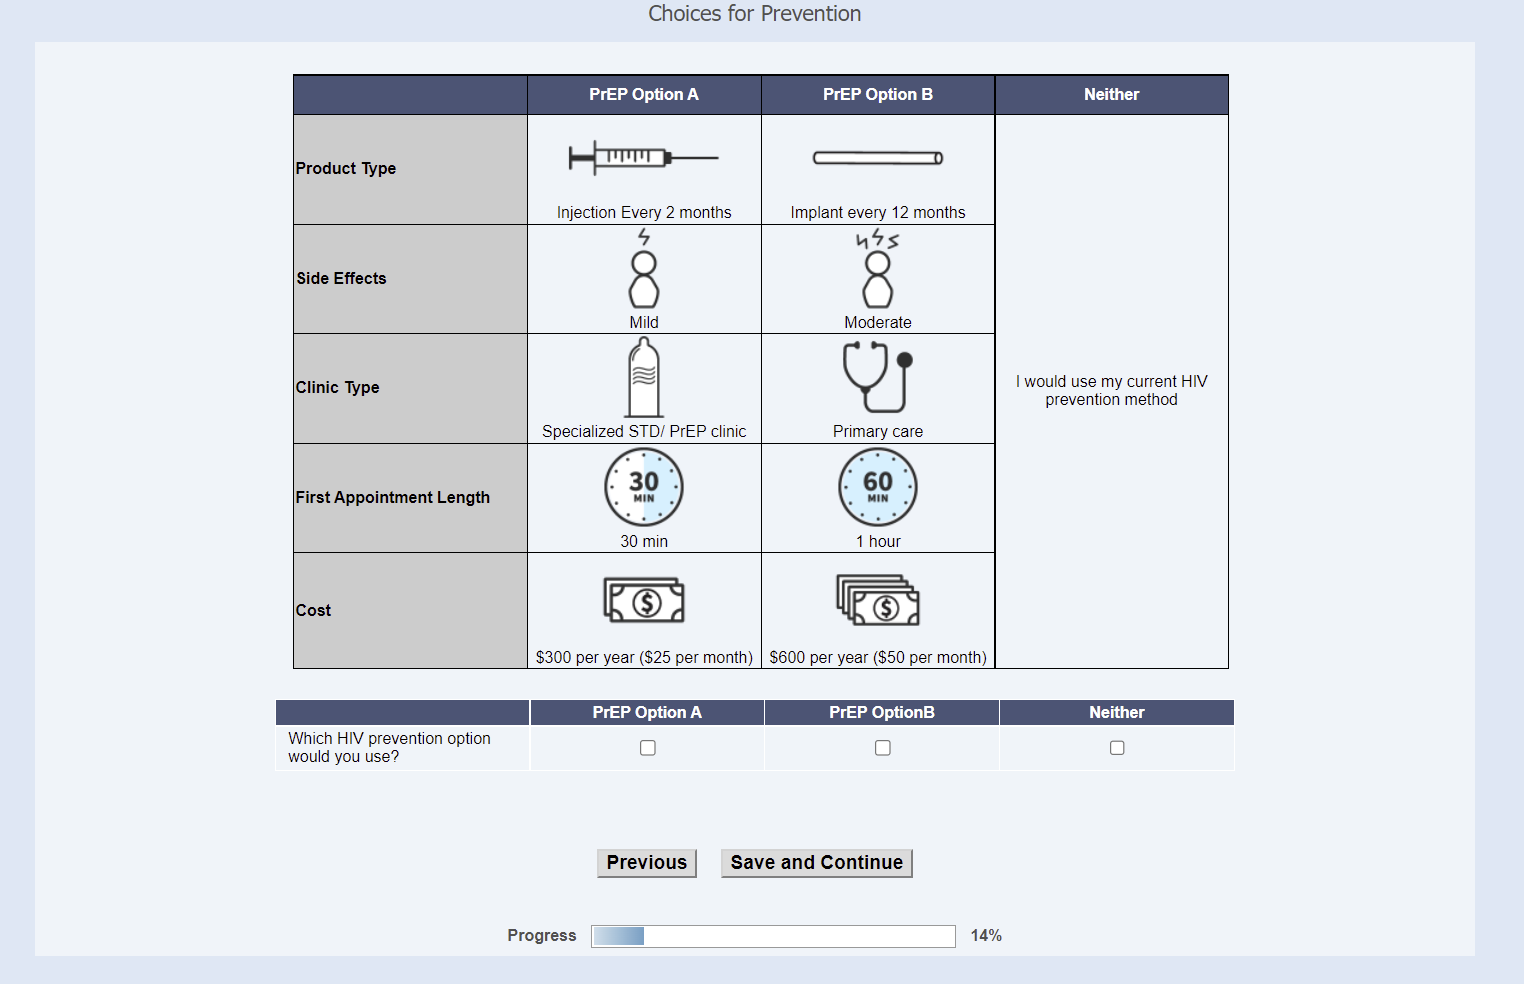 Choices for Prevention
PrEP Option A
PrEP Option B
Neither
Product Type
Injection Every 2 months
Implant every 12 months
Side Effects
Mild
Moderate
Clinic Type
Specialized STD/ PrEP clinic
Primary care
I would use my current HIV
prevention method
First Appointment Length
30
MIN
30 min
60
MIN
1 hour
Cost
$
$300 per year ($25 per month)
$
$600 per year ($50 per month)
PrEP Option A
PrEP OptionB
Neither
Which HIV prevention option
would you use?
Previous
Save and Continue
Progress
14%